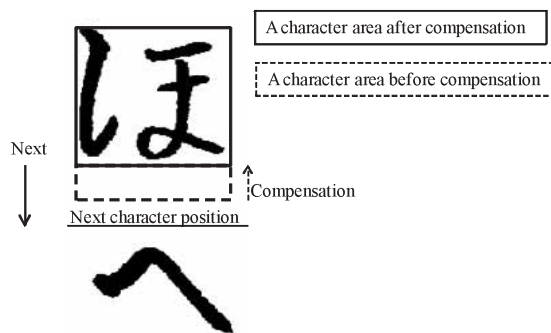 ほ
A character area after compensation
A character area before compensation
Next
Compensation
Next character position
へ